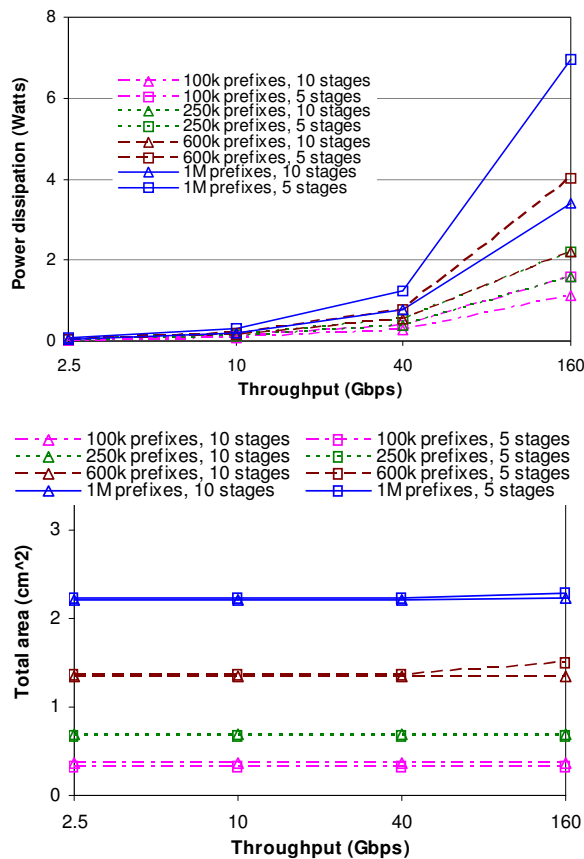 8
6
4
2
0
Power dissipation (Watts)
100k prefixes, 10 stages
100k prefixes, 5 stages
250k prefixes, 10 stages
250k prefixes, 5 stages
600k prefixes, 10 stages
600k prefixes, 5 stages
1M prefixes, 10 stages
1M prefixes, 5 stages
2.5 10 40 160
Throughput (Gbps)
100k prefixes, 10 stages 100k prefixes, 5 stages
250k prefixes, 10 stages 250k prefixes, 5 stages
600k prefixes, 10 stages 600k prefixes, 5 stages
1M prefixes, 10 stages 1M prefixes, 5 stages
3
2
1
0
Total area (cm^2)
2.5 10 40 160
Throughput (Gbps)